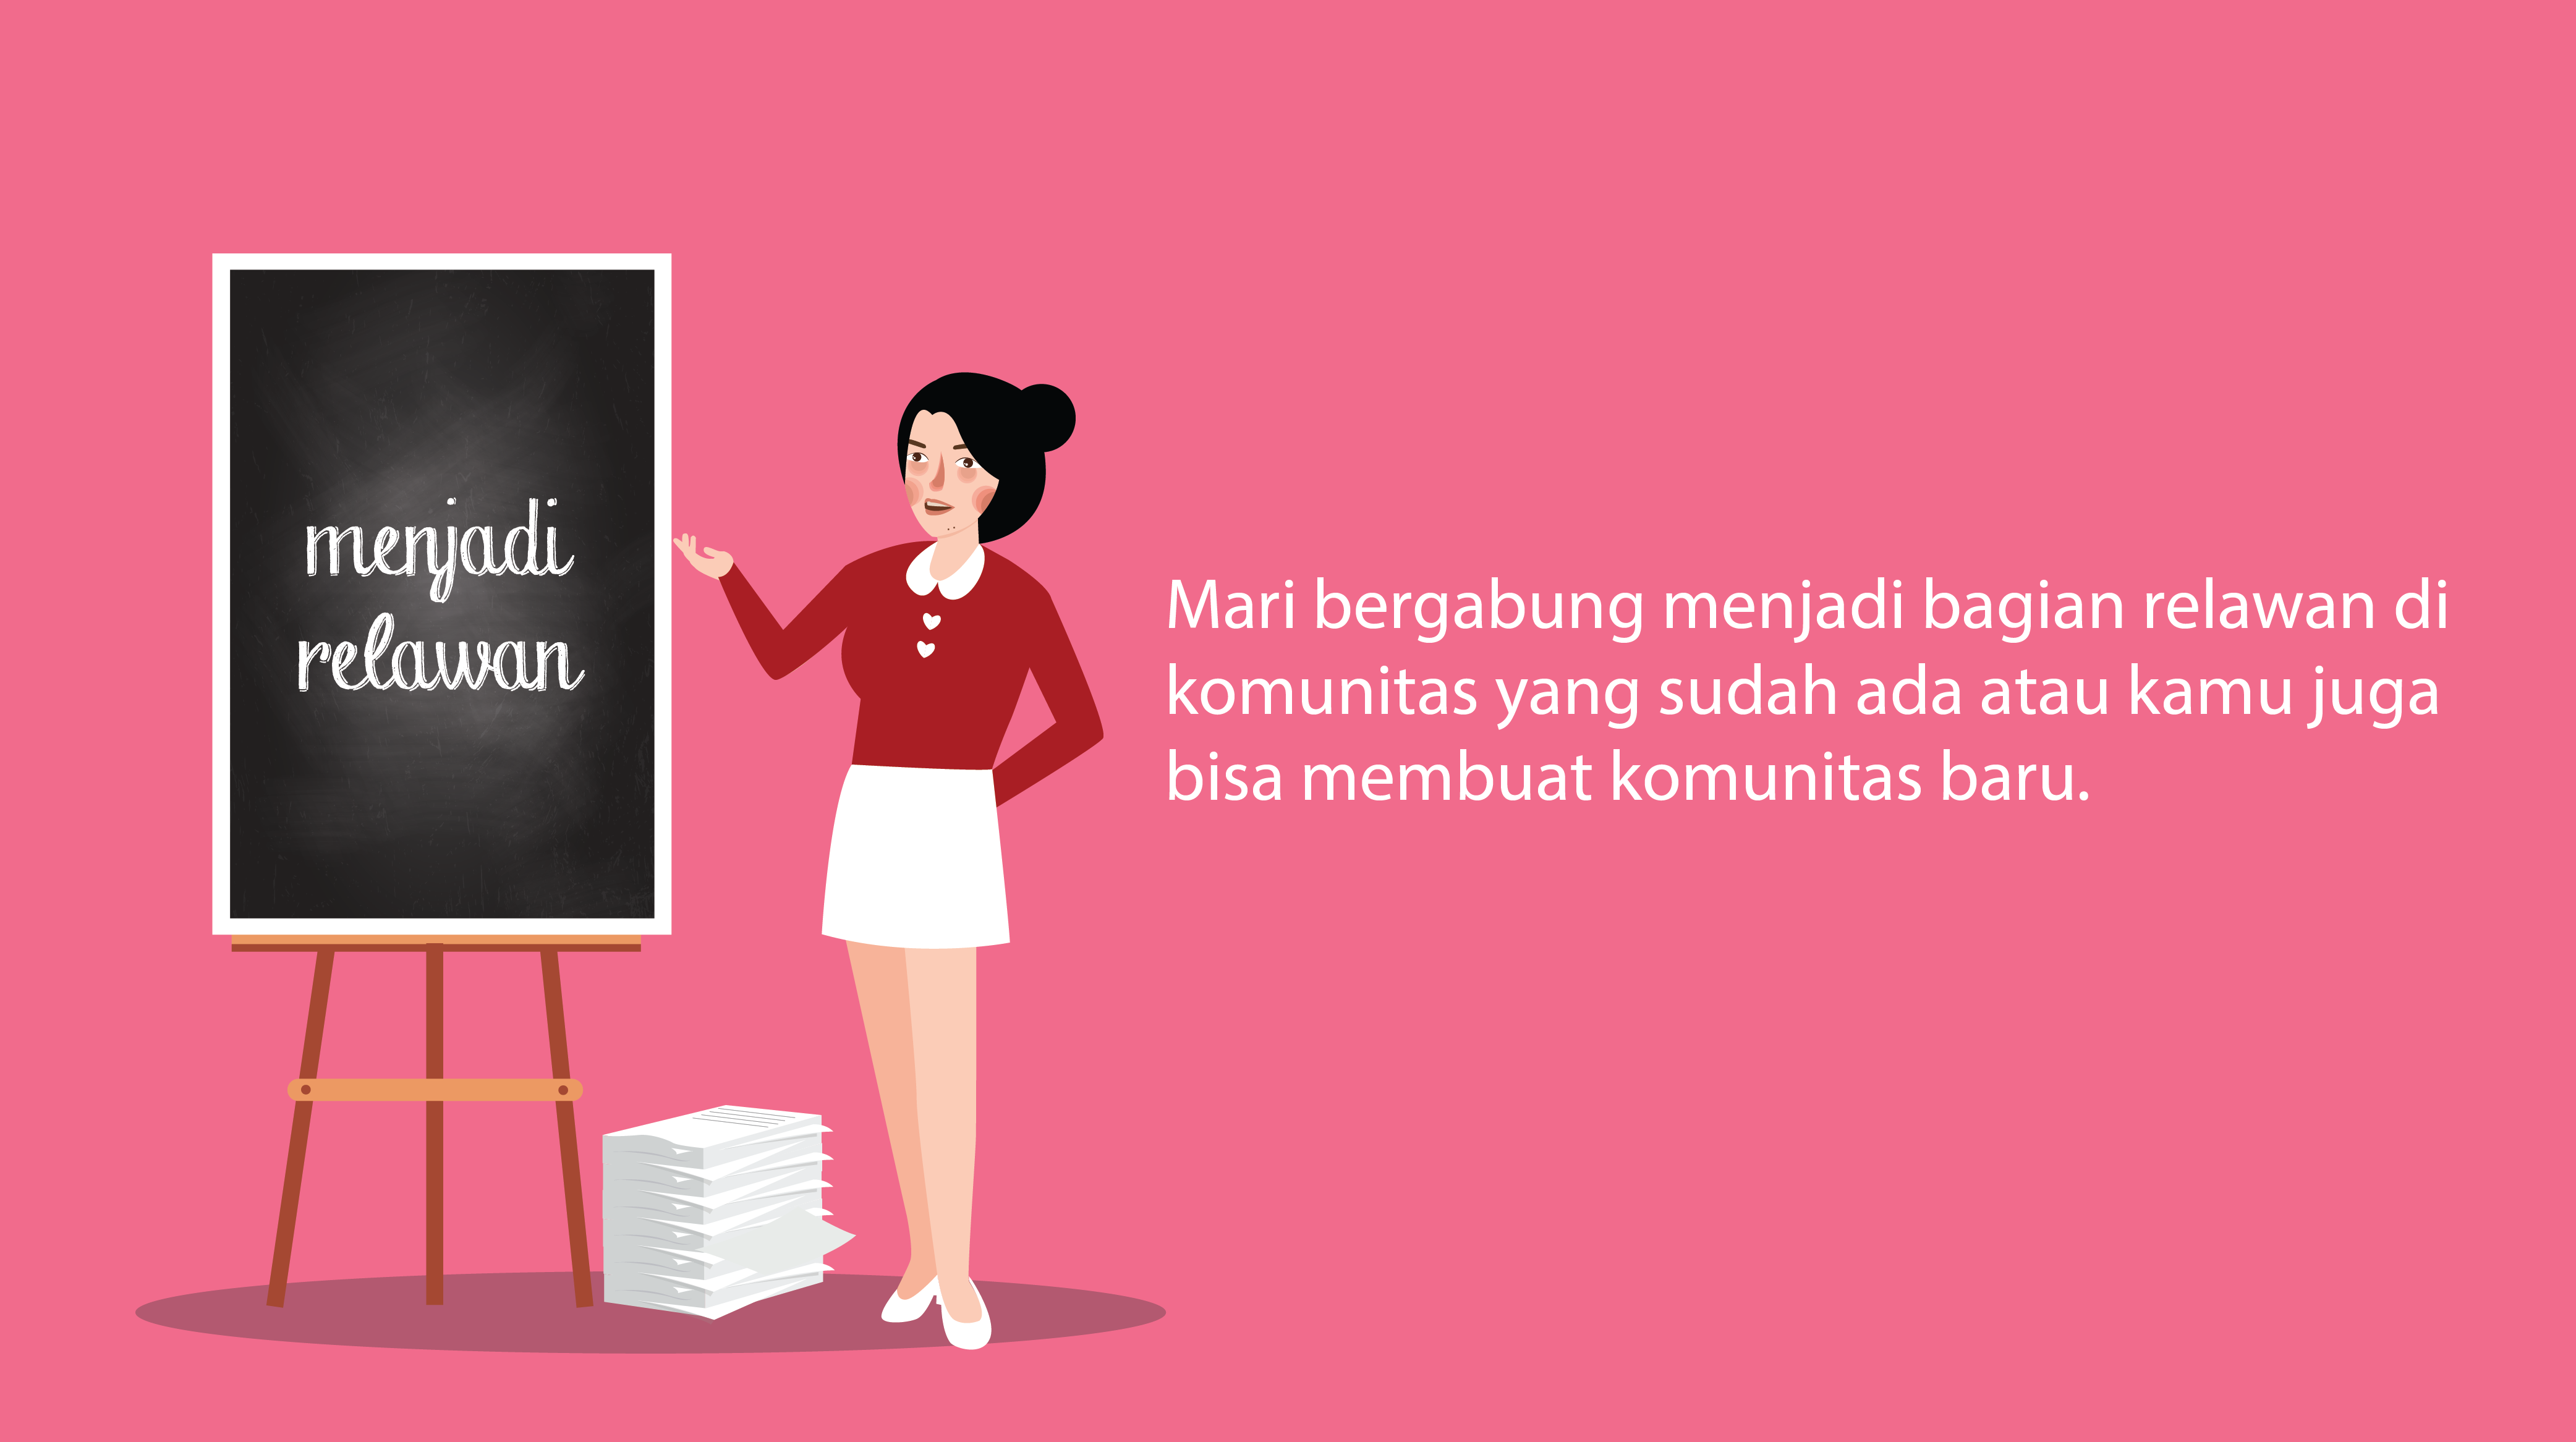 menjadi
relawan
Mari bergabung menjadi bagian relawan di
komunitas yang sudah ada atau kamu juga
bisa membuat komunitas baru.